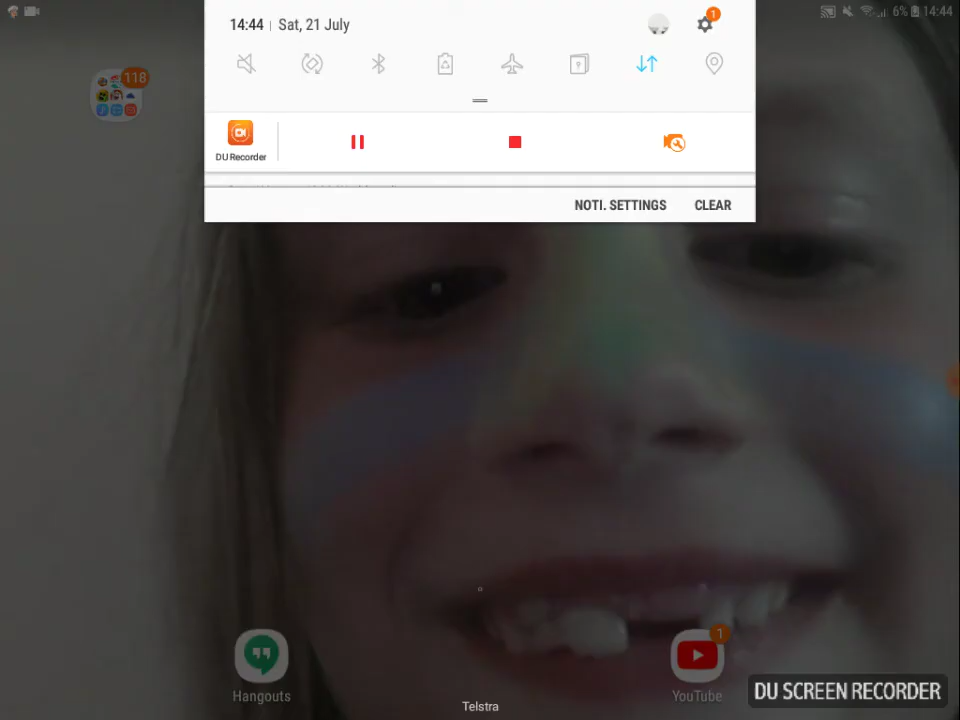 14:44 | Sat, 21 July
1
6% 14:44
118
DU Recorder
NOTI. SETTINGS CLEAR
1
Hangouts
YouTube
DU SCREEN RECORDER
Telstra